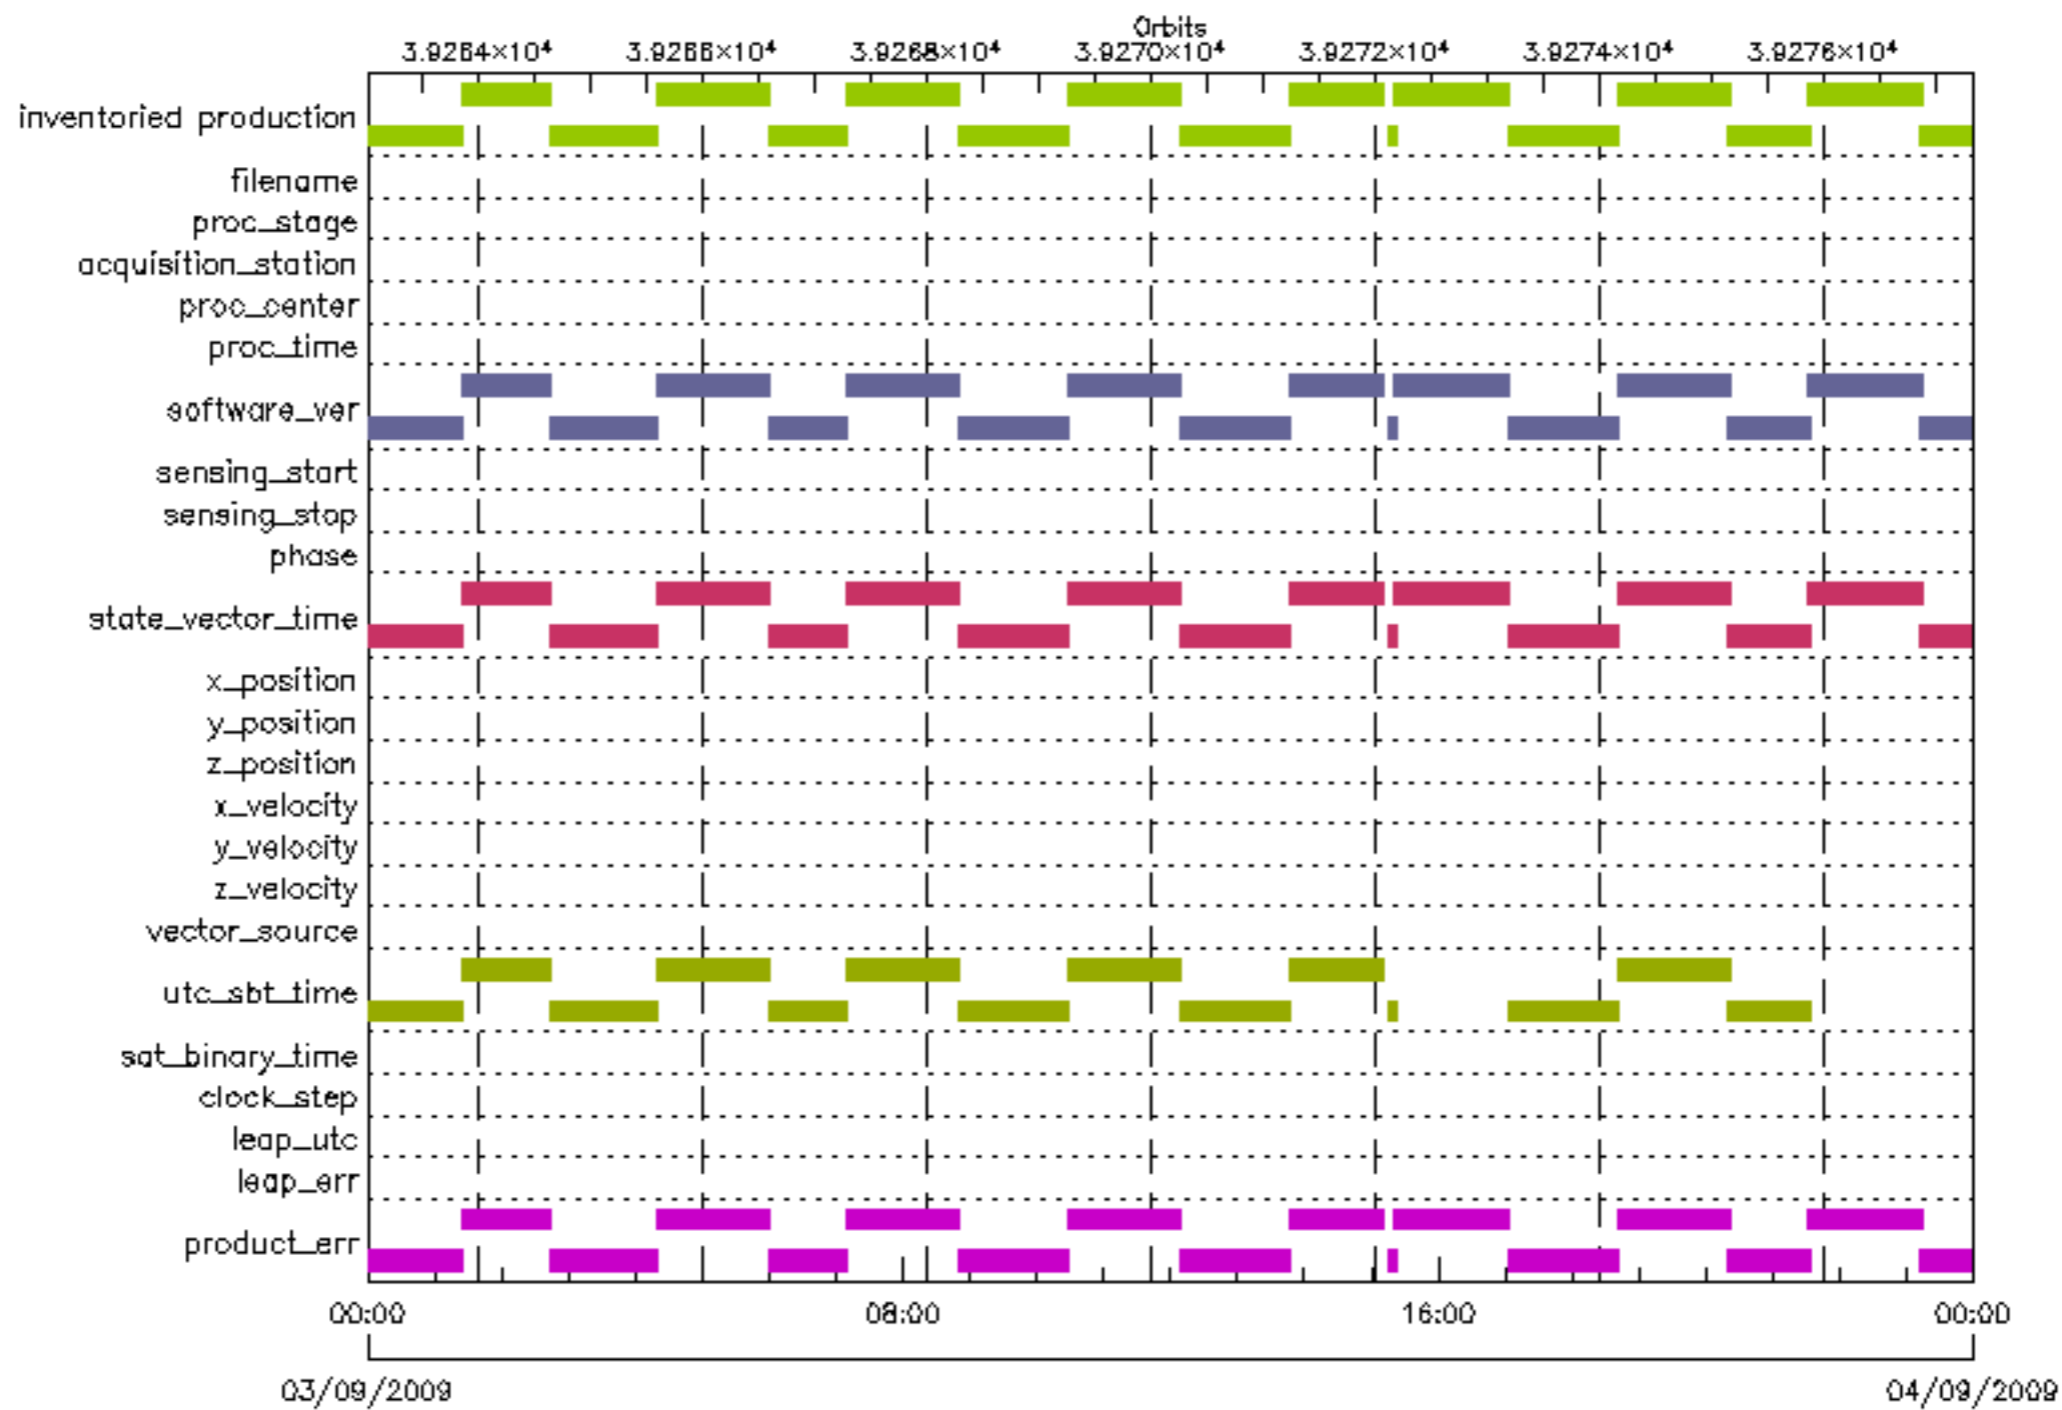 Orbits
3.9264×10⁴ 3.9266×10⁴ 3.9268×10⁴ 3.9270×10⁴ 3.9272×10⁴ 3.9274×10⁴ 3.9276×10⁴
inventoried production
filename
proc_stage
acquisition_station
proc_center
proc_time
software_ver
sensing_start
sensing_stop
phase
state_vector_time
x_position
y_position
z_position
x_velocity
y_velocity
z_velocity
vector_source
utc_sbt_time
sat_binary_time
clock_step
leap_utc
leap_err
product_err
00:00 08:00 16:00 00:00
03/09/2009 04/09/2009